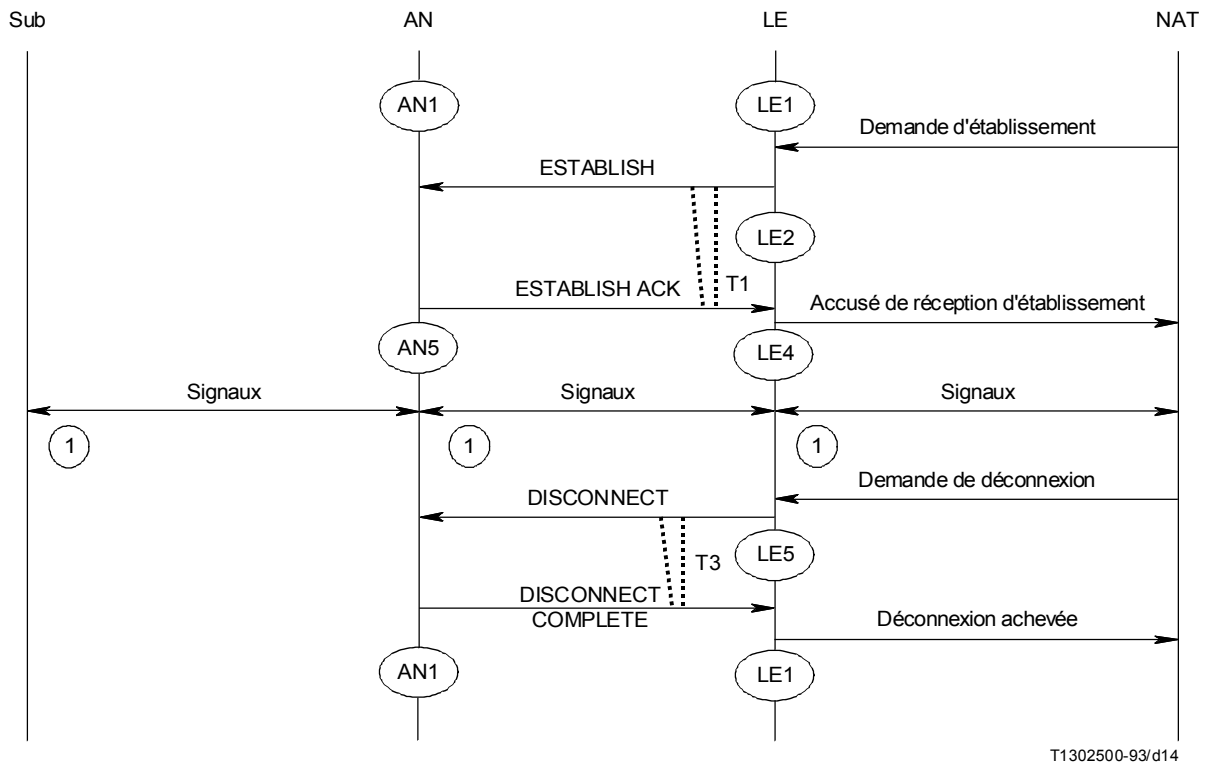 Sub AN LE NAT
AN1 LE1
Demande d'établissement
ESTABLISH
LE2
T1
ESTABLISH ACK
Accusé de réception d'établissement
AN5 LE4
Signaux Signaux Signaux
1 1 1
Demande de déconnexion
DISCONNECT
LE5
T3
DISCONNECT
COMPLETE
Déconnexion achevée
AN1 LE1
T1302500-93/d14